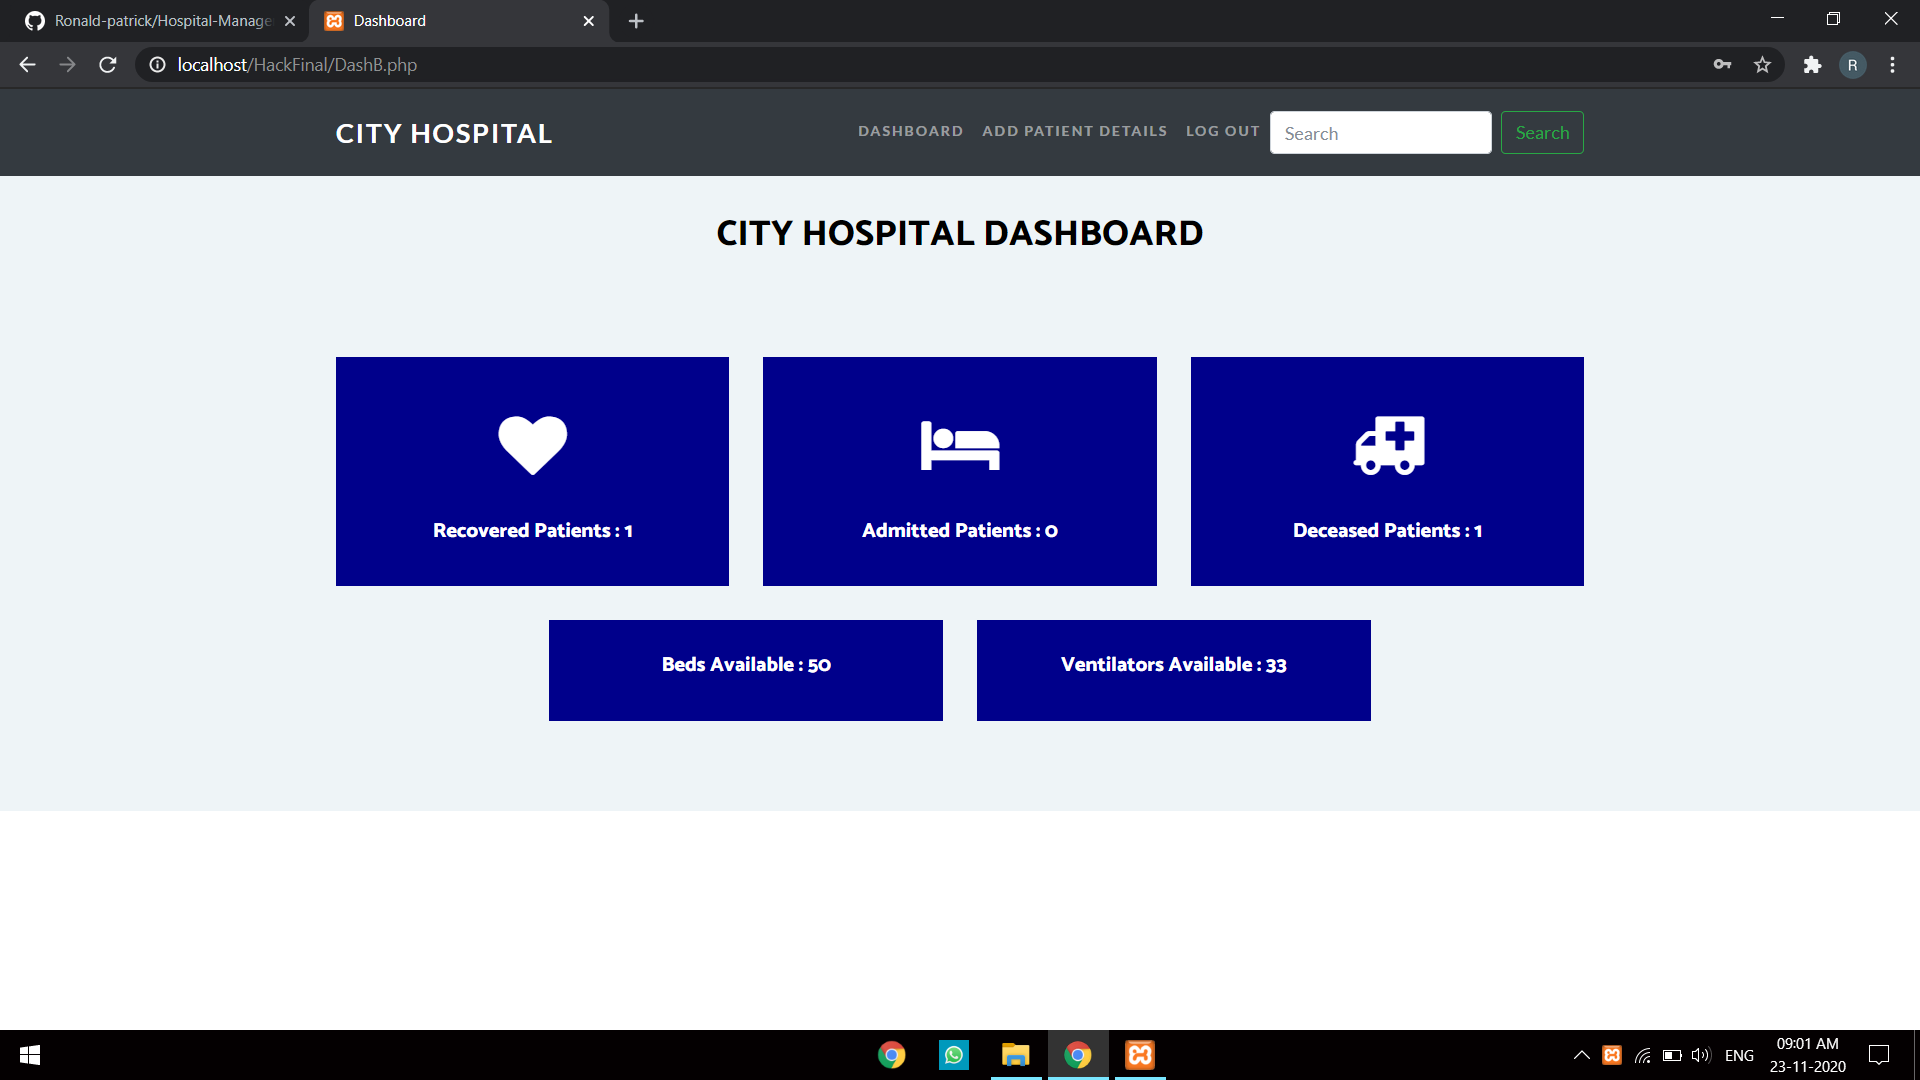 Ronald-patrick/Hospital-Manage
Dashboard
localhost/HackFinal/DashB.php
R
CITY HOSPITAL
DASHBOARD
ADD PATIENT DETAILS
LOG OUT
Search
Search
CITY HOSPITAL DASHBOARD
Recovered Patients : 1
Admitted Patients : 0
Deceased Patients : 1
Beds Available : 50
Ventilators Available : 33
ENG
09:01 AM
23-11-2020